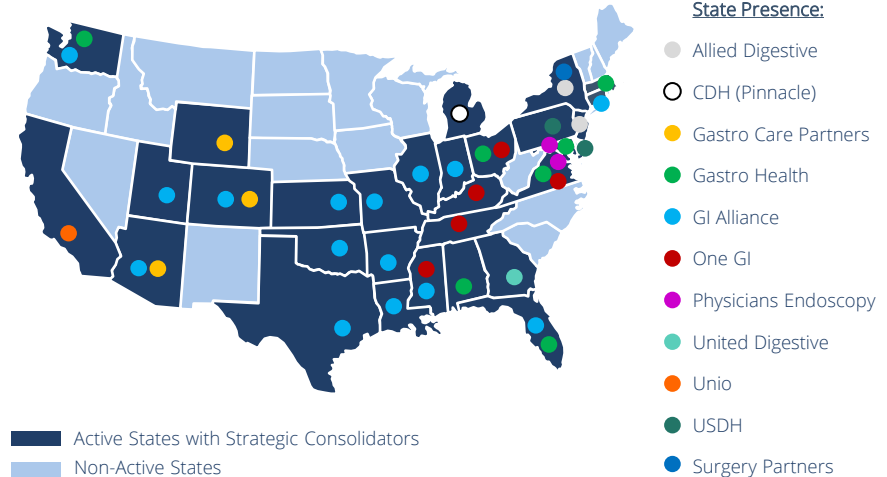 State Presence:
Allied Digestive
CDH (Pinnacle)
Gastro Care Partners
Gastro Health
GI Alliance
One GI
Physicians Endoscopy
United Digestive
Unio
USDH
Surgery Partners
Active States with Strategic Consolidators
Non-Active States